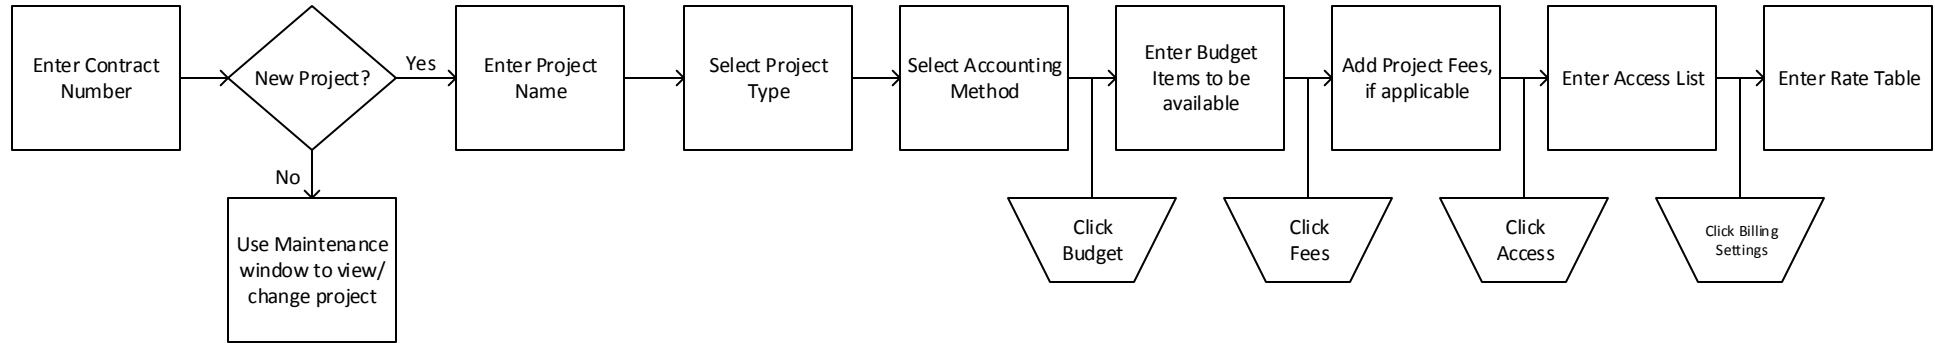 Enter Contract
Number
New Project?
Yes
No
Use Maintenance
window to view/
change project
Enter Project
Name
Select Project
Type
Select Accounting
Method
Click
Budget
Enter Budget
Items to be
available
Click
Fees
Add Project Fees,
if applicable
Click
Access
Enter Access List
Click Billing
Settings
Enter Rate Table